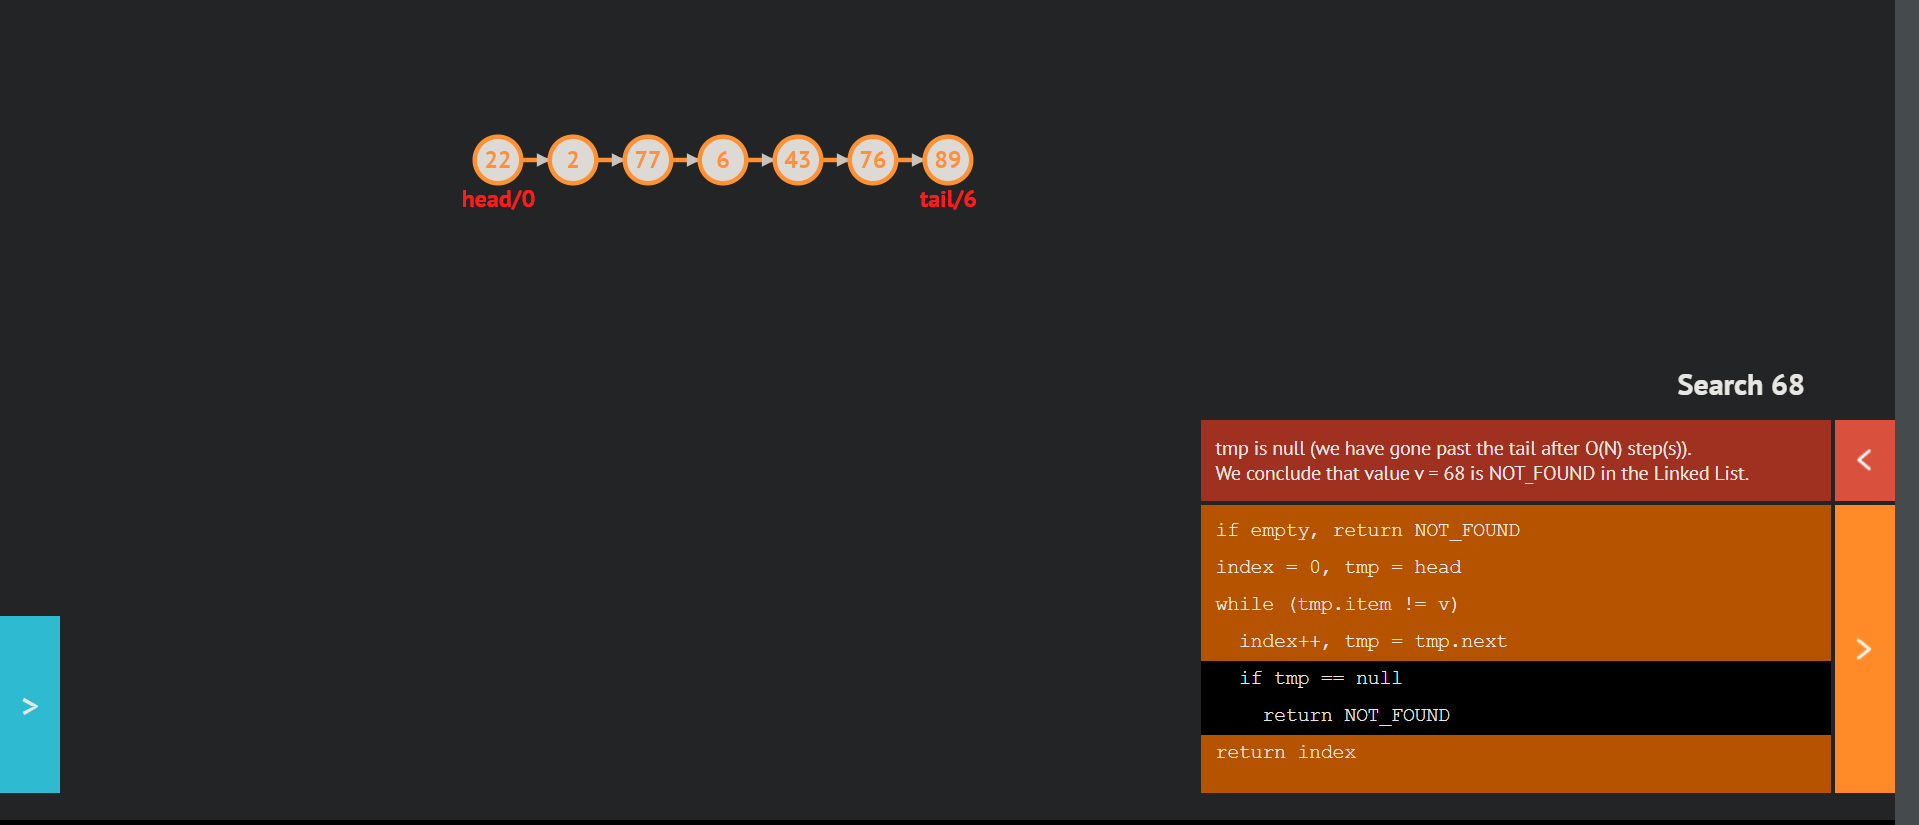 22 2 77 6 43 76 89
head/0 tail/6
Search 68
tmp is null (we have gone past the tail after O(N) step(s)).
We conclude that value v = 68 is NOT_FOUND in the Linked List.
<
if empty, return NOT_FOUND
index = 0, tmp = head
while (tmp.item != v)
index++, tmp = tmp.next
if tmp == null
return NOT_FOUND
return index
>
>